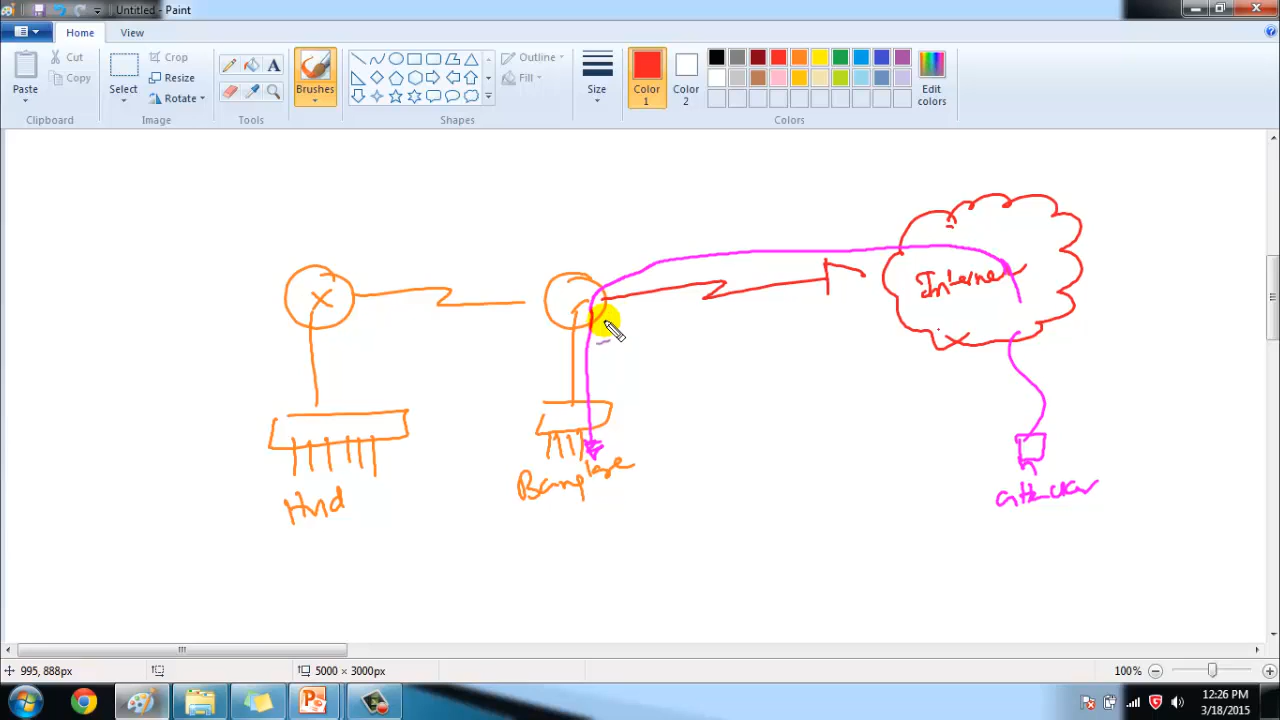 Untitled - Paint
Home View
Paste
Cut
Copy
Clipboard
Select
Crop
Resize
Rotate
Image
Tools
Brushes
Shapes
Outline
Fill
Size
Color 1
Color 2
Edit colors
Colors
Internet
Hyd
attacker
995, 888px
5000 × 3000px
100%
12:26 PM
3/18/2015